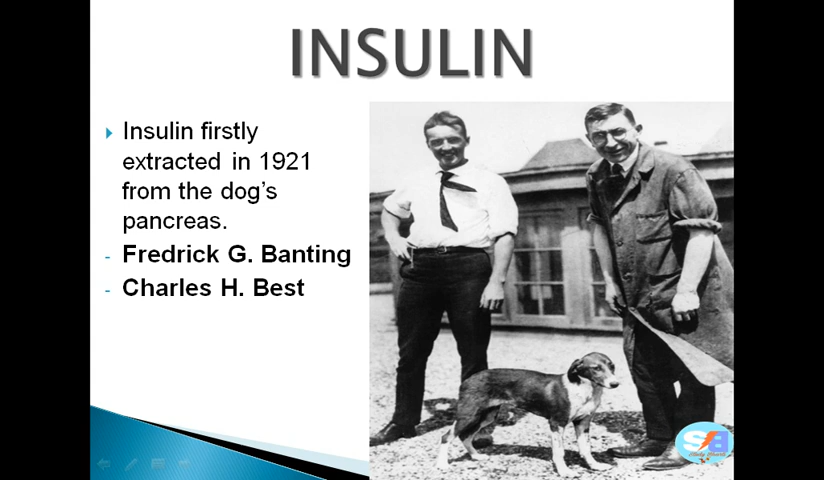 INSULIN
Insulin firstly
extracted in 1921
from the dog's
pancreas.
- Fredrick G. Banting
- Charles H. Best